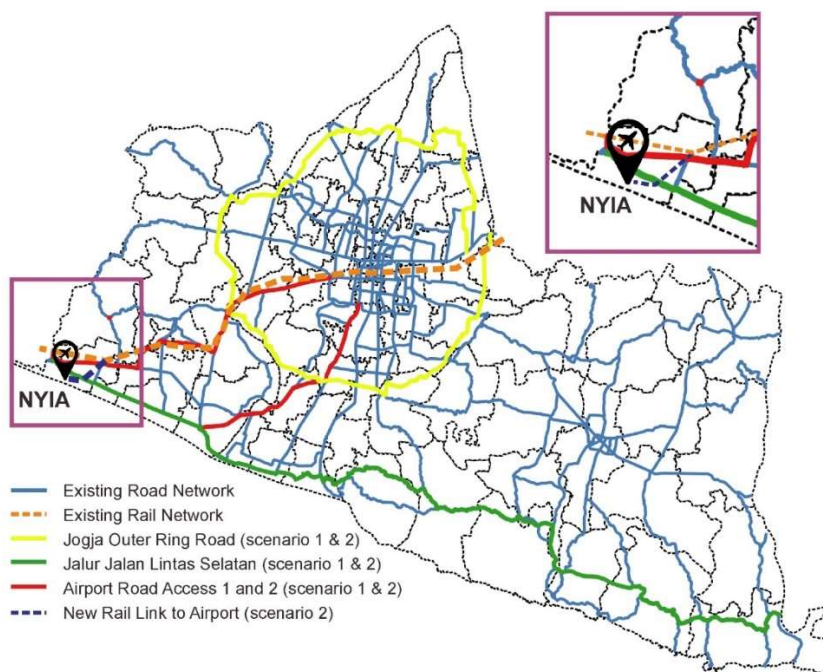 NYIA
NYIA
Existing Road Network
Existing Rail Network
Jogja Outer Ring Road (scenario 1 & 2)
Jalur Jalan Lintas Selatan (scenario 1 & 2)
Airport Road Access 1 and 2 (scenario 1 & 2)
New Rail Link to Airport (scenario 2)